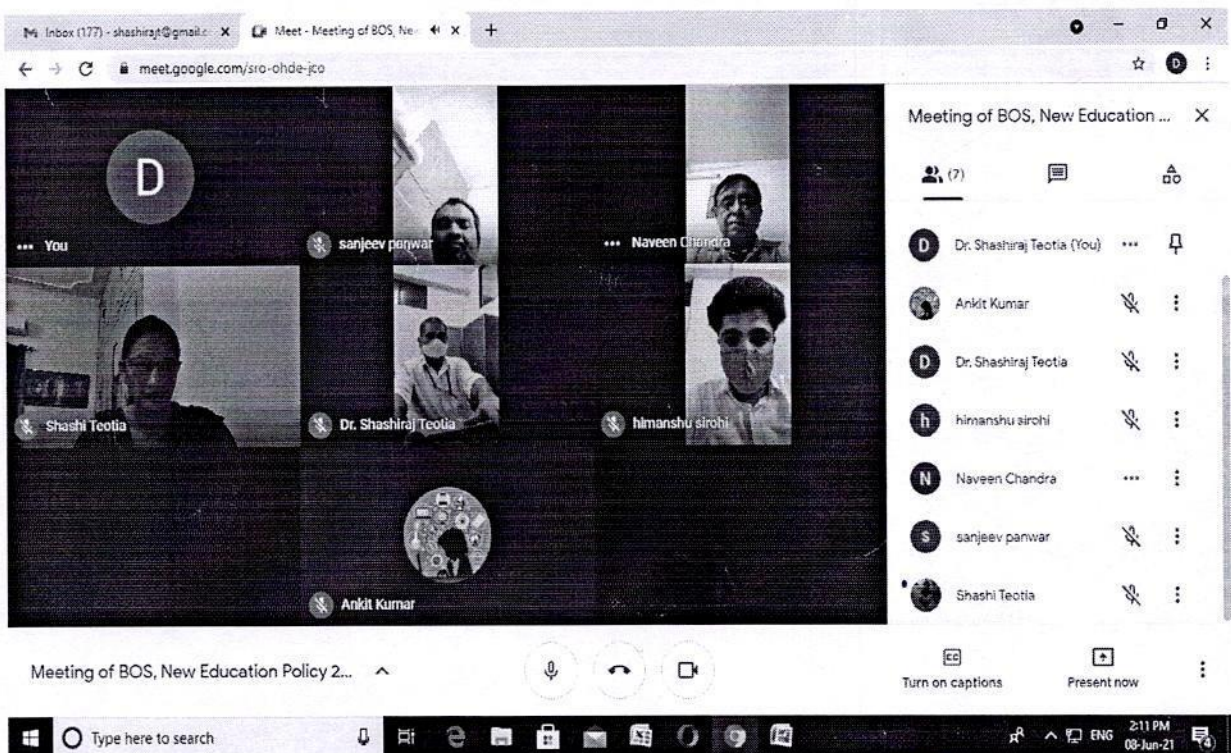 Inbox (177) - shashirajt@gmail.c
Meet - Meeting of BOS, Ne
meet.google.com/sro-ohde-jco
D
D
You
sanjeev panwar
Naveen Chandra
Shashi Teotia
Dr. Shashiraj Teotia
himanshu sirohi
Ankit Kumar
Meeting of BOS, New Education ...
(7)
D Dr. Shashiraj Teotia (You)
Ankit Kumar
D Dr. Shashiraj Teotia
h himanshu sirohi
N Naveen Chandra
s sanjeev panwar
Shashi Teotia
Meeting of BOS, New Education Policy 2...
CC
Turn on captions
Present now
Type here to search
ENG
2:11 PM
08-Jun-21
4